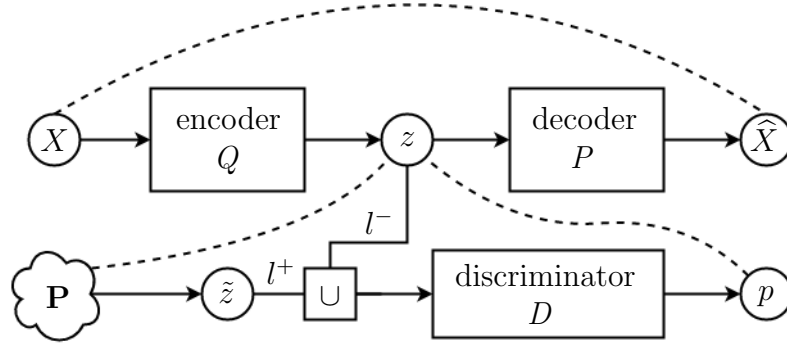 X
encoder
Q
z
decoder
P
X̂
l⁻
P
z̃
l⁺
∪
discriminator
D
p